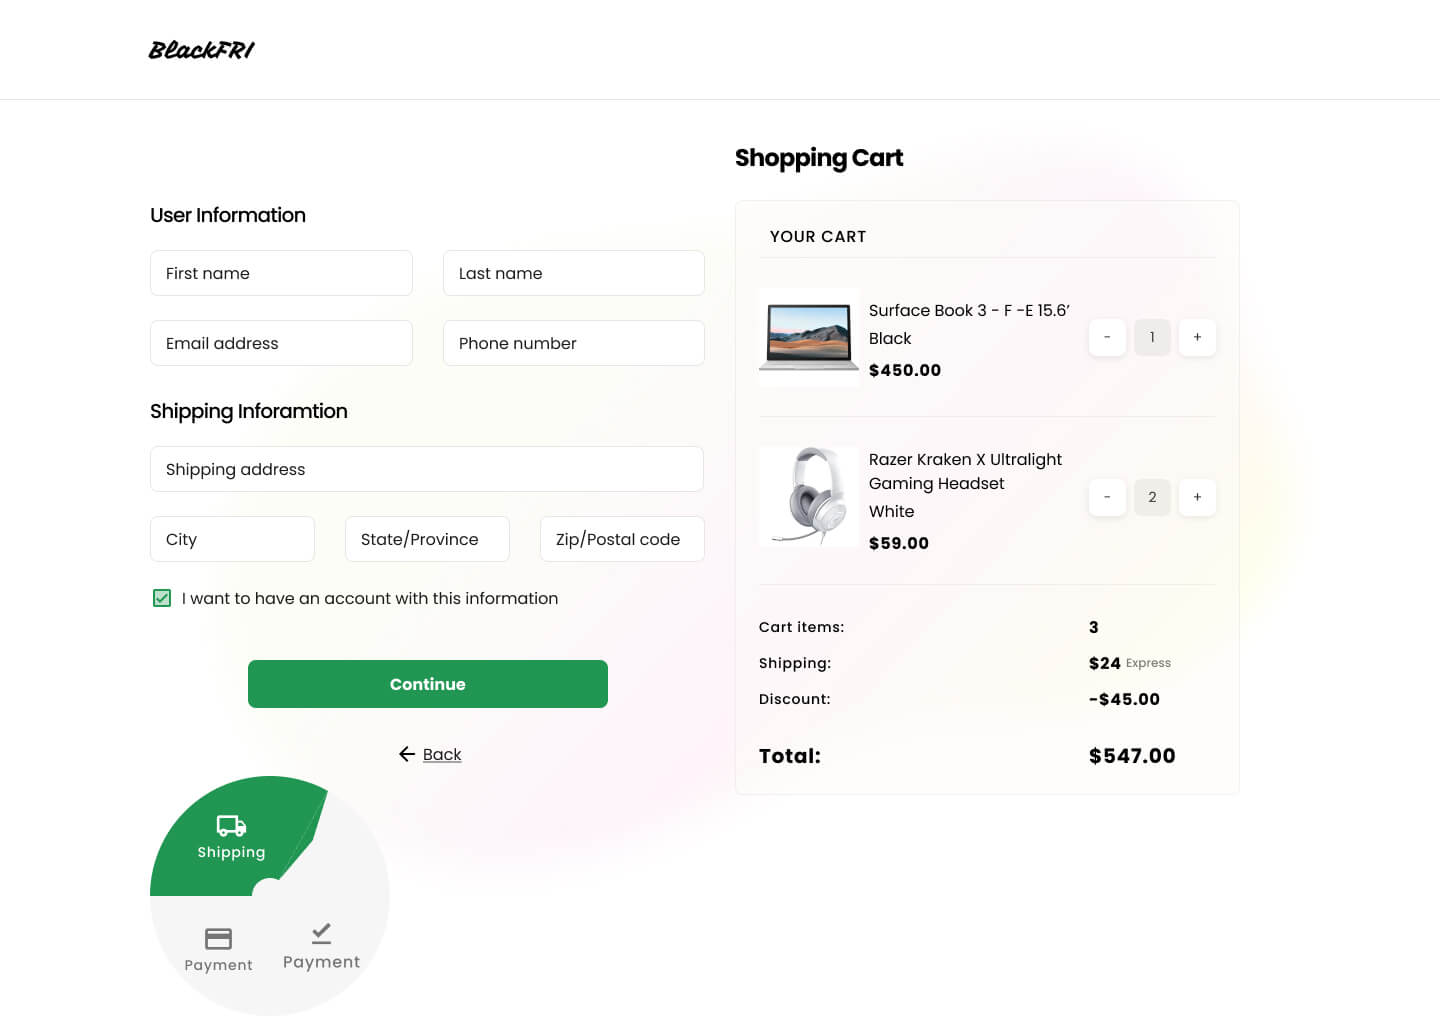 BlackFRI
User Information
First name
Last name
Email address
Phone number
Shipping Inforamtion
Shipping address
City
State/Province
Zip/Postal code
I want to have an account with this information
Continue
Back
Shipping
Payment
Payment
Shopping Cart
YOUR CART
Surface Book 3 - F -E 15.6’
Black
$450.00
- 1 +
Razer Kraken X Ultralight
Gaming Headset
White
$59.00
- 2 +
Cart items: 3
Shipping: $24 Express
Discount: -$45.00
Total: $547.00